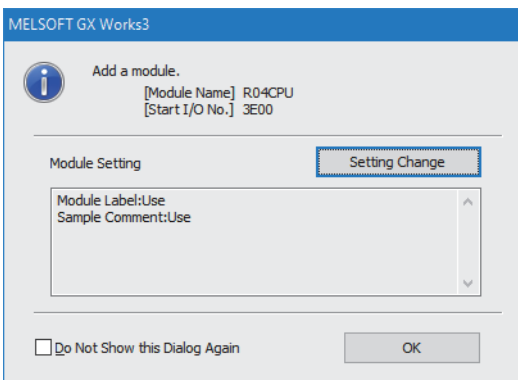 MELSOFT GX Works3
Add a module.
[Module Name] R04CPU
[Start I/O No.] 3E00
Module Setting
Setting Change
Module Label:Use
Sample Comment:Use
Do Not Show this Dialog Again
OK